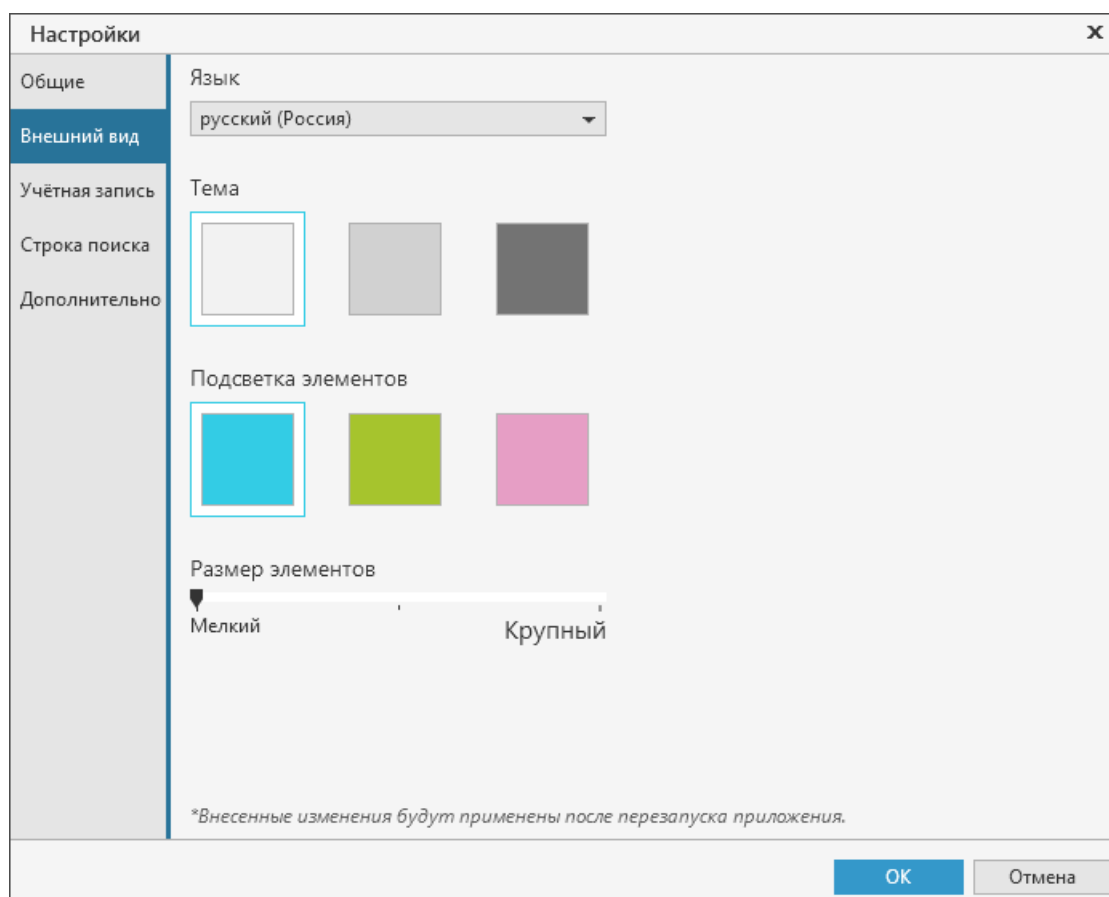 Настройки
Общие
Внешний вид
Учётная запись
Строка поиска
Дополнительно
Язык
русский (Россия)
Тема
Подсветка элементов
Размер элементов
Мелкий
Крупный
*Внесенные изменения будут применены после перезапуска приложения.
ОК
Отмена